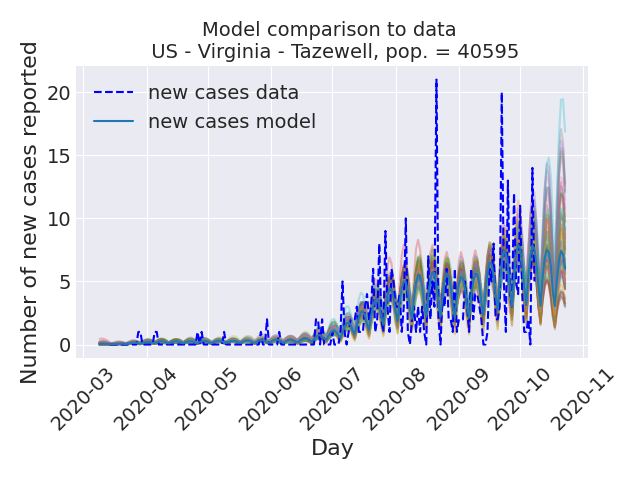 Model comparison to data
US - Virginia - Tazewell, pop. = 40595
Number of new cases reported
20
15
10
5
0
new cases data
new cases model
2020-03
2020-04
2020-05
2020-06
2020-07
2020-08
2020-09
2020-10
2020-11
Day